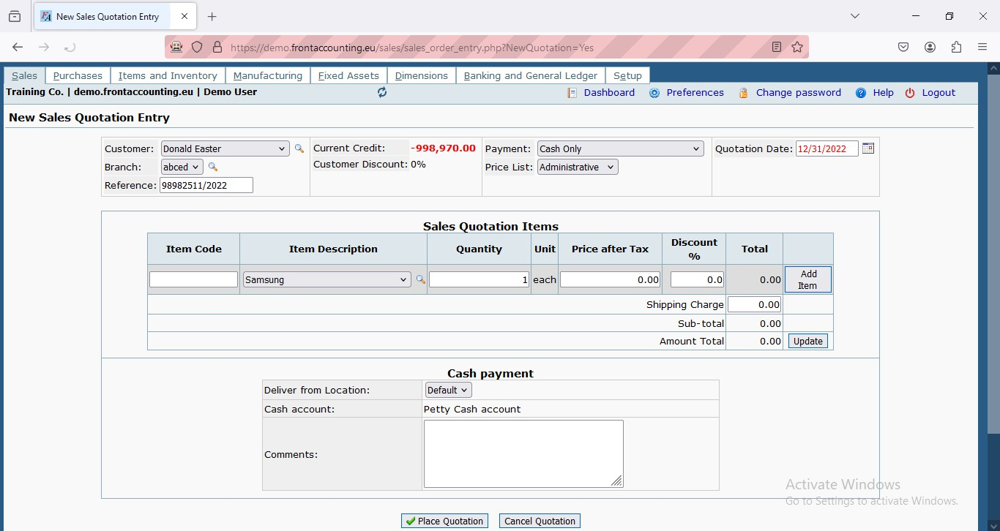 New Sales Quotation Entry
https://demo.frontaccounting.eu/sales/sales_order_entry.php?NewQuotation=Yes
Sales Purchases Items and Inventory Manufacturing Fixed Assets Dimensions Banking and General Ledger Setup
Training Co. | demo.frontaccounting.eu | Demo User Dashboard Preferences Change password Help Logout
New Sales Quotation Entry
Customer: Donald Easter Current Credit: -998,970.00 Payment: Cash Only Quotation Date: 12/31/2022
Branch: abced Customer Discount: 0% Price List: Administrative
Reference: 98982511/2022
Sales Quotation Items
Item Code Item Description Quantity Unit Price after Tax Discount % Total
Samsung 1 each 0.00 0.0 0.00 Add Item
Shipping Charge 0.00
Sub-total 0.00
Amount Total 0.00 Update
Cash payment
Deliver from Location: Default
Cash account: Petty Cash account
Comments:
Activate Windows
Go to Settings to activate Windows.
Place Quotation Cancel Quotation